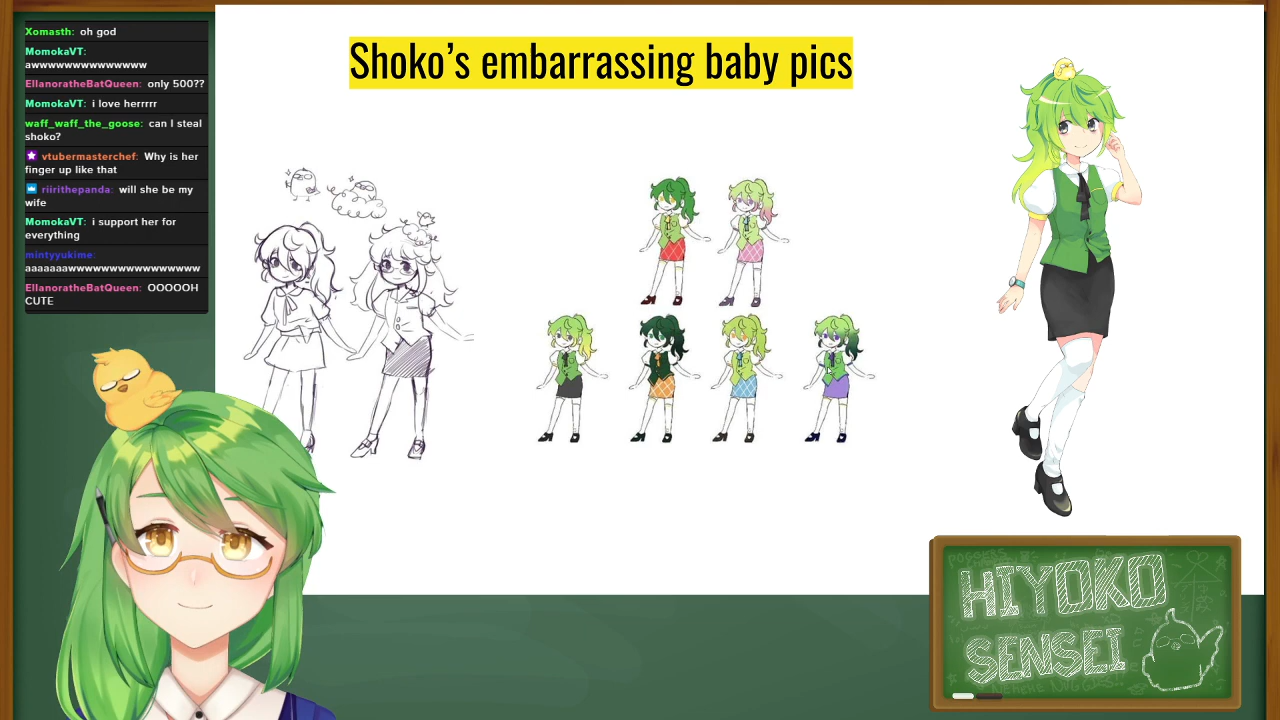 Shoko's embarrassing baby pics
Xomasth: oh god
MomokaVT:
awwwwwwwwwwwwwww
EllanoratheBatQueen: only 500??
MomokaVT: i love herrrrr
waff_waff_the_goose: can I steal
shoko?
vtubermasterchef: Why is her
finger up like that
riirithepanda: will she be my
wife
MomokaVT: i support her for
everything
mintyyukime:
aaaaaaawwwwwwwwwwwwwwwww
EllanoratheBatQueen: OOOOOH
CUTE
POGGERS
HIYOKO
SENSEI